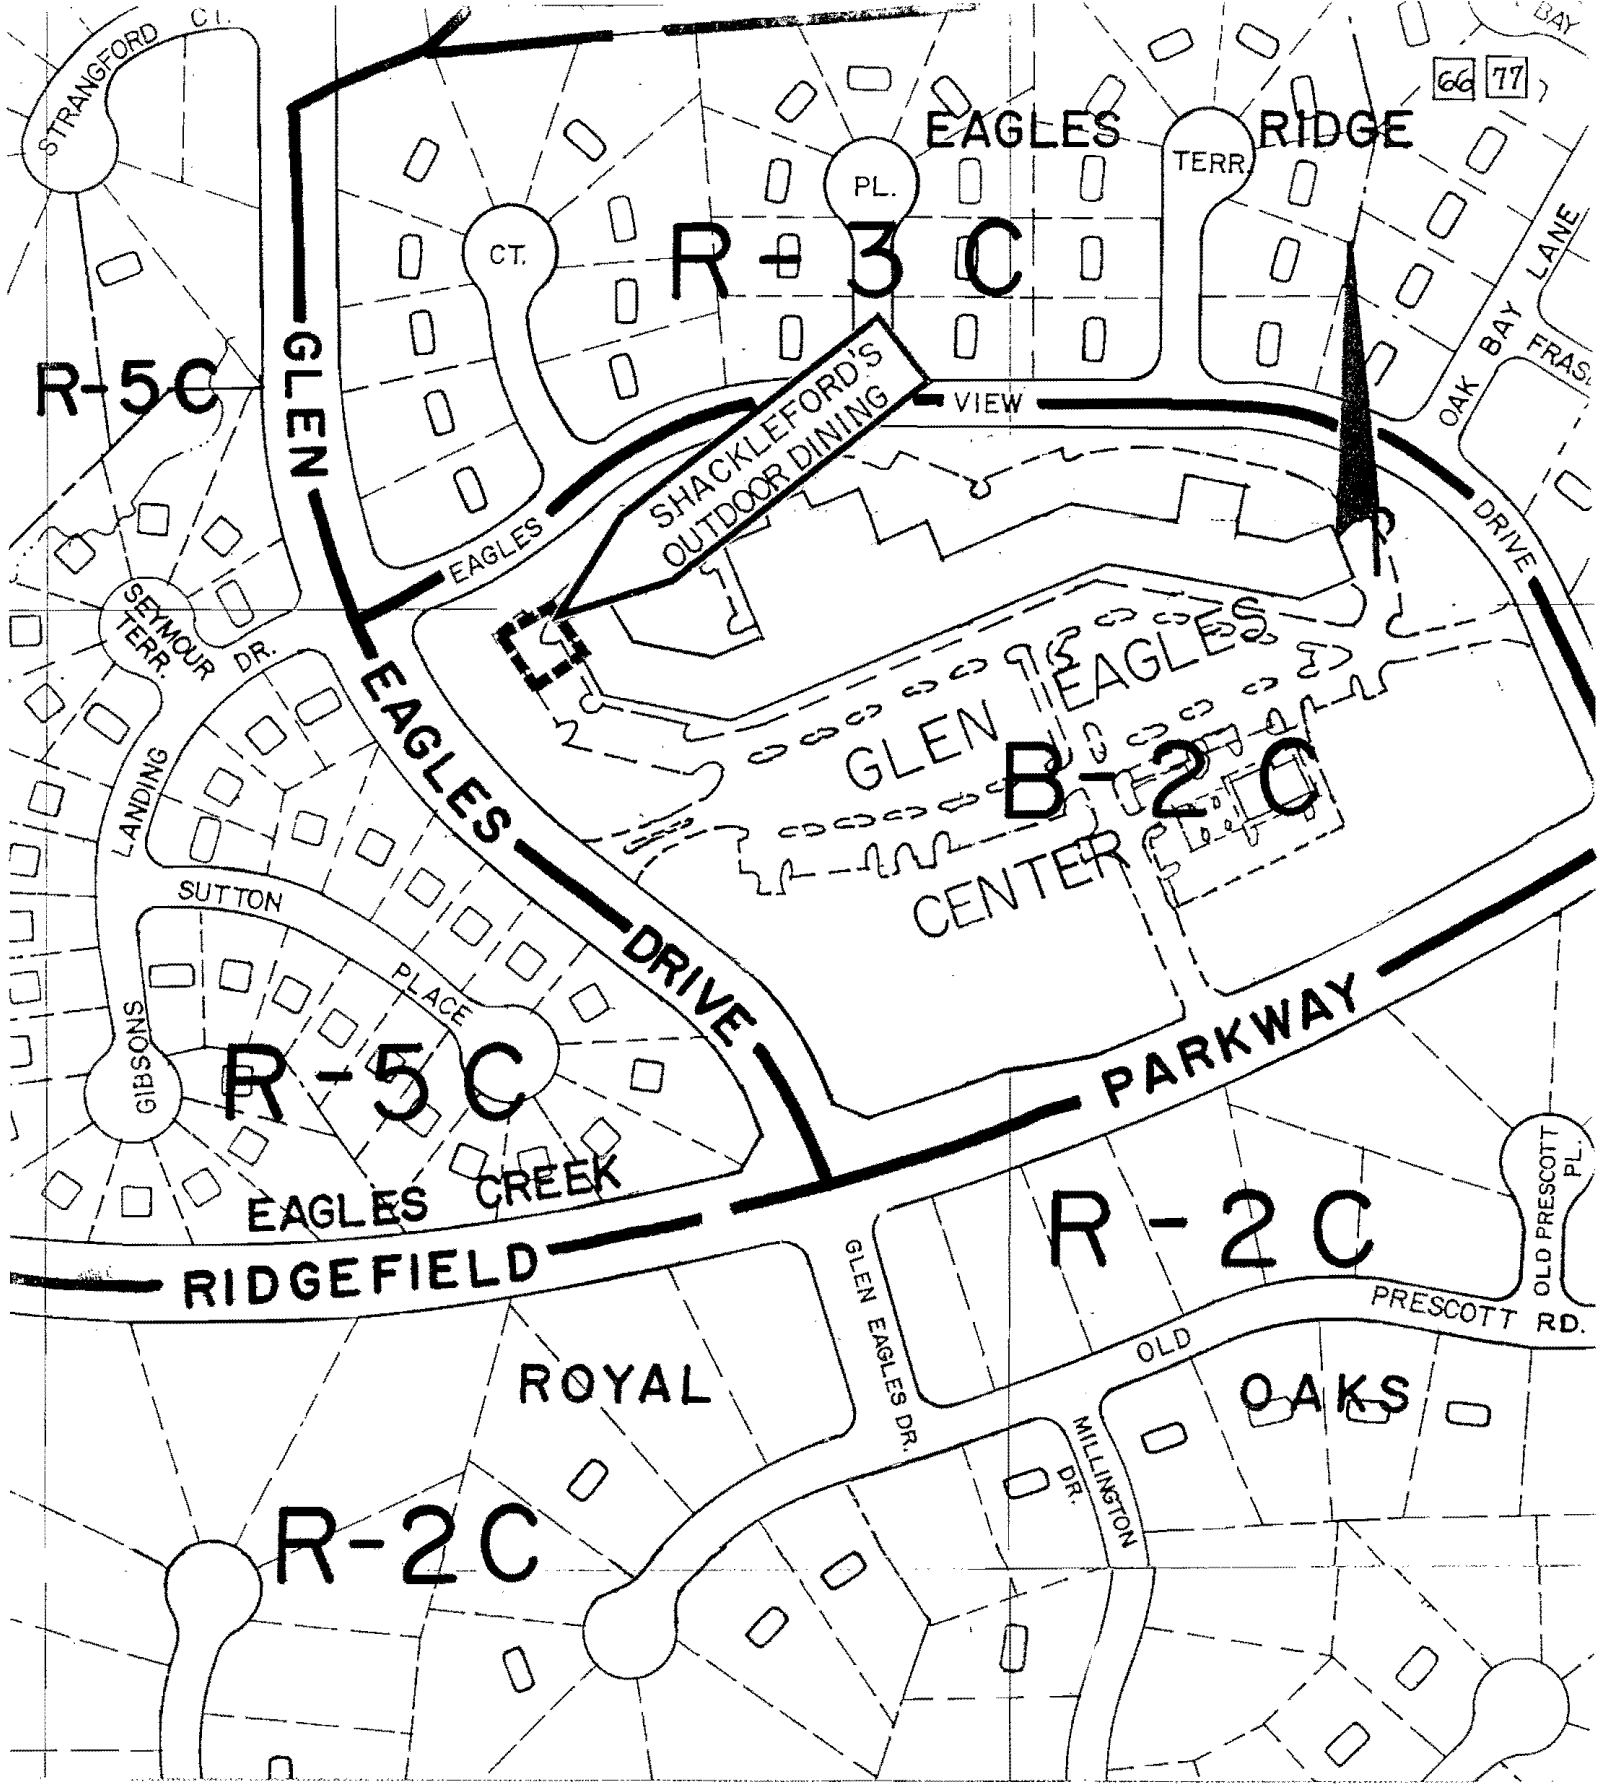 STRANGFORD CT.
BAY
66 77
EAGLES RIDGE
PL.
TERR.
CT.
R-3C
OAK BAY LANE
R-5C
GLEN EAGLES DRIVE
SHACKLEFORD'S
OUTDOOR DINING
EAGLES VIEW DRIVE
SEYMOUR
TERR.
GIBSONS LANDING DR.
GLEN EAGLES
CENTER
B-2C
SUTTON PLACE
R-5C
EAGLES CREEK
RIDGEFIELD PARKWAY
R-2C
OLD PRESCOTT
PL.
GLEN EAGLES DR.
OLD PRESCOTT RD.
ROYAL OAKS
MILLINGTON
DR.
R-2C